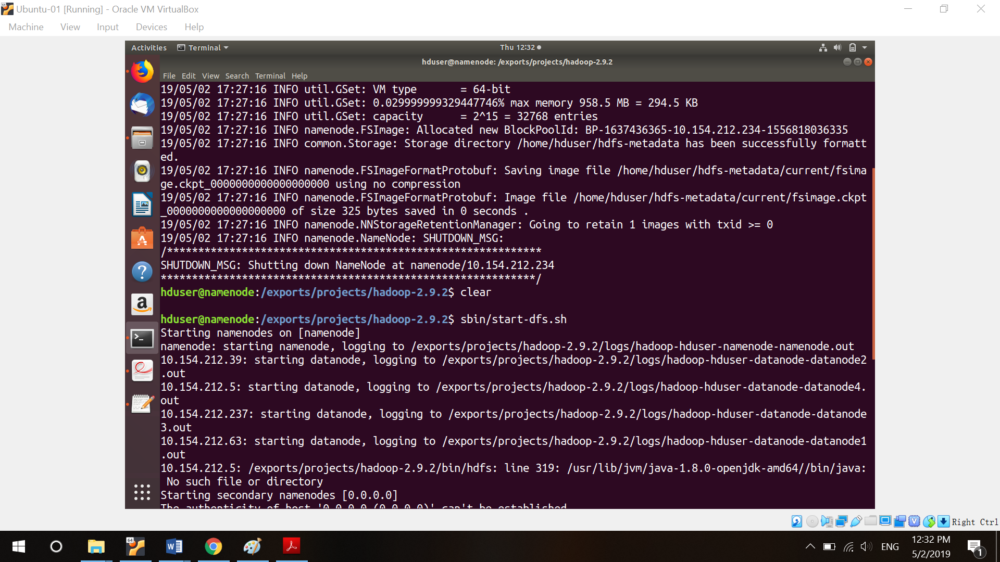 Ubuntu-01 [Running] - Oracle VM VirtualBox
Machine View Input Devices Help
Activities Terminal Thu 12:32
hduser@namenode: /exports/projects/hadoop-2.9.2
File Edit View Search Terminal Help
19/05/02 17:27:16 INFO util.GSet: VM type       = 64-bit
19/05/02 17:27:16 INFO util.GSet: 0.029999999329447746% max memory 958.5 MB = 294.5 KB
19/05/02 17:27:16 INFO util.GSet: capacity      = 2^15 = 32768 entries
19/05/02 17:27:16 INFO namenode.FSImage: Allocated new BlockPoolId: BP-1637436365-10.154.212.234-1556818036335
19/05/02 17:27:16 INFO common.Storage: Storage directory /home/hduser/hdfs-metadata has been successfully formatt
ed.
19/05/02 17:27:16 INFO namenode.FSImageFormatProtobuf: Saving image file /home/hduser/hdfs-metadata/current/fsima
ge.ckpt_0000000000000000000 using no compression
19/05/02 17:27:16 INFO namenode.FSImageFormatProtobuf: Image file /home/hduser/hdfs-metadata/current/fsimage.ckpt
_0000000000000000000 of size 325 bytes saved in 0 seconds .
19/05/02 17:27:16 INFO namenode.NNStorageRetentionManager: Going to retain 1 images with txid >= 0
19/05/02 17:27:16 INFO namenode.NameNode: SHUTDOWN_MSG:
/************************************************************
SHUTDOWN_MSG: Shutting down NameNode at namenode/10.154.212.234
************************************************************/
hduser@namenode:/exports/projects/hadoop-2.9.2$ clear
hduser@namenode:/exports/projects/hadoop-2.9.2$ sbin/start-dfs.sh
Starting namenodes on [namenode]
namenode: starting namenode, logging to /exports/projects/hadoop-2.9.2/logs/hadoop-hduser-namenode-namenode.out
10.154.212.39: starting datanode, logging to /exports/projects/hadoop-2.9.2/logs/hadoop-hduser-datanode-datanode2
.out
10.154.212.5: starting datanode, logging to /exports/projects/hadoop-2.9.2/logs/hadoop-hduser-datanode-datanode4.
out
10.154.212.237: starting datanode, logging to /exports/projects/hadoop-2.9.2/logs/hadoop-hduser-datanode-datanode
3.out
10.154.212.63: starting datanode, logging to /exports/projects/hadoop-2.9.2/logs/hadoop-hduser-datanode-datanode1
.out
10.154.212.5: /exports/projects/hadoop-2.9.2/bin/hdfs: line 319: /usr/lib/jvm/java-1.8.0-openjdk-amd64//bin/java:
No such file or directory
Starting secondary namenodes [0.0.0.0]
The authenticity of host '0.0.0.0 (0.0.0.0)' can't be established
Right Ctrl
12:32 PM
ENG
5/2/2019
1